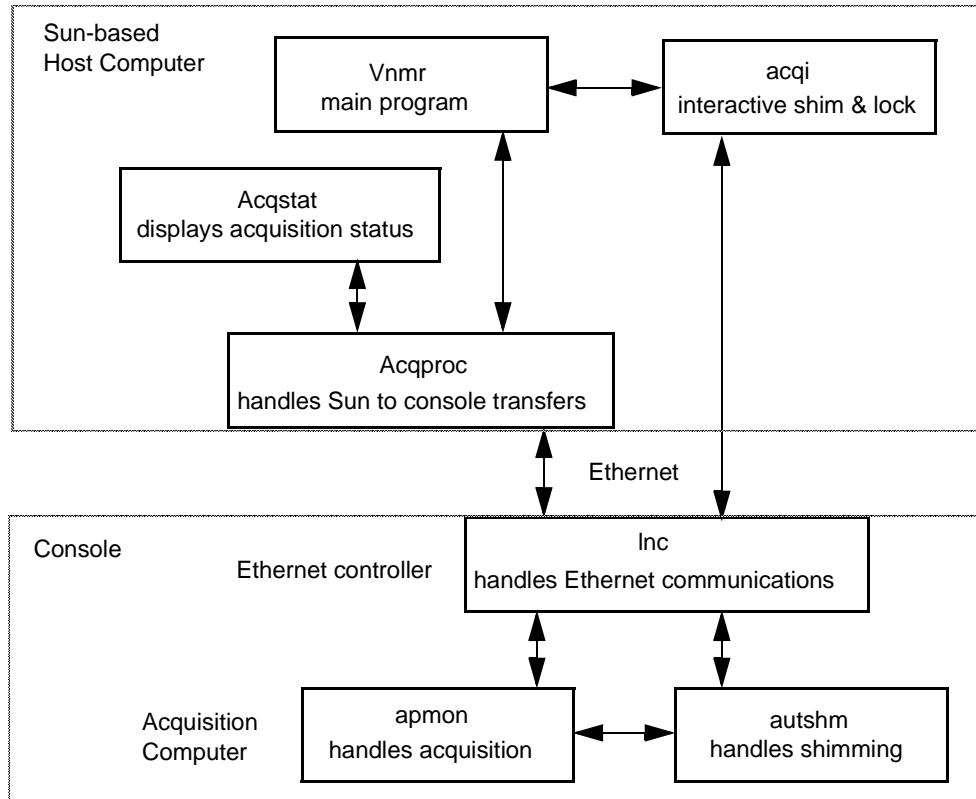 Sun-based
Host Computer
Vnmr
main program
acqi
interactive shim & lock
Acqstat
displays acquisition status
Acqproc
handles Sun to console transfers
Ethernet
Console
Ethernet controller
lnc
handles Ethernet communications
Acquisition
Computer
apmon
handles acquisition
autshm
handles shimming